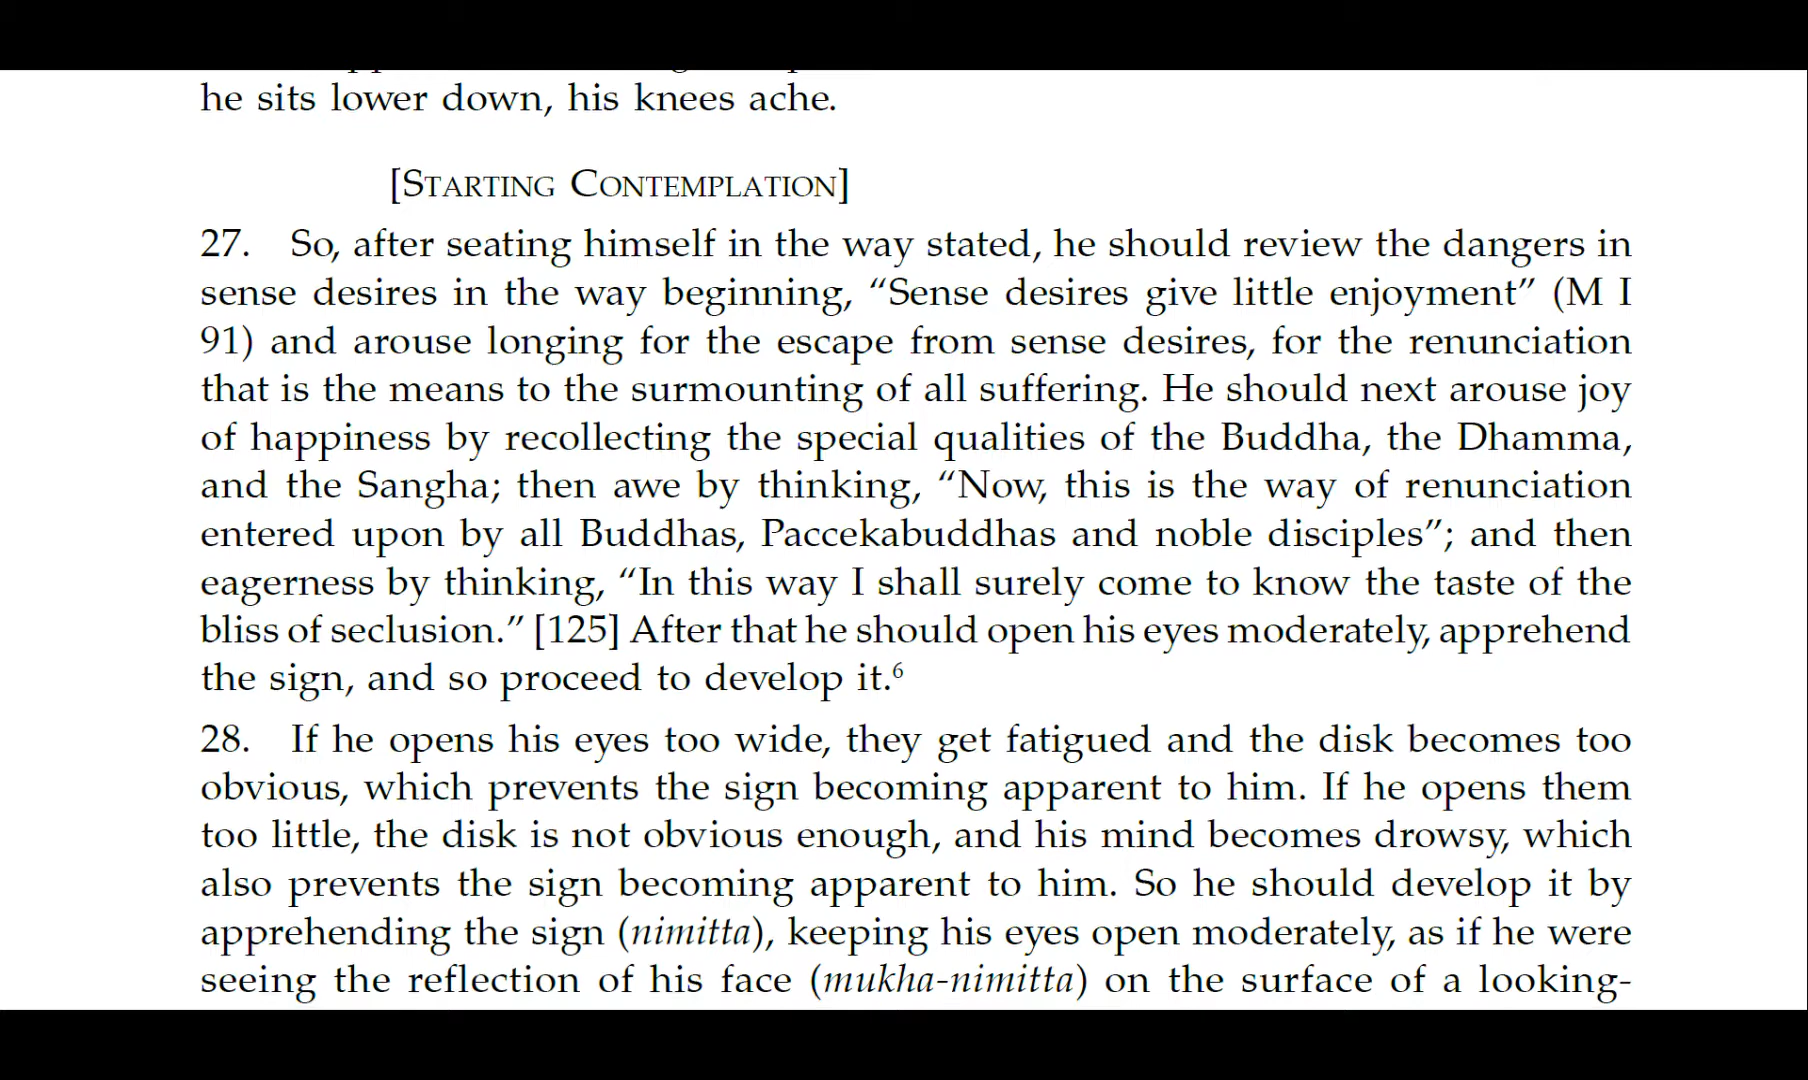 he sits lower down, his knees ache.
[STARTING CONTEMPLATION]
27. So, after seating himself in the way stated, he should review the dangers in
sense desires in the way beginning, “Sense desires give little enjoyment” (M I
91) and arouse longing for the escape from sense desires, for the renunciation
that is the means to the surmounting of all suffering. He should next arouse joy
of happiness by recollecting the special qualities of the Buddha, the Dhamma,
and the Sangha; then awe by thinking, “Now, this is the way of renunciation
entered upon by all Buddhas, Paccekabuddhas and noble disciples”; and then
eagerness by thinking, “In this way I shall surely come to know the taste of the
bliss of seclusion.” [125] After that he should open his eyes moderately, apprehend
the sign, and so proceed to develop it.⁶
28. If he opens his eyes too wide, they get fatigued and the disk becomes too
obvious, which prevents the sign becoming apparent to him. If he opens them
too little, the disk is not obvious enough, and his mind becomes drowsy, which
also prevents the sign becoming apparent to him. So he should develop it by
apprehending the sign (nimitta), keeping his eyes open moderately, as if he were
seeing the reflection of his face (mukha-nimitta) on the surface of a looking-